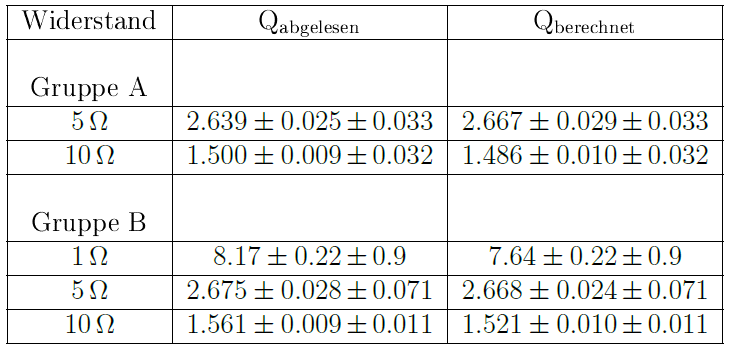 Widerstand Q_abgelesen Q_berechnet
Gruppe A
5 Ω 2.639 ± 0.025 ± 0.033 2.667 ± 0.029 ± 0.033
10 Ω 1.500 ± 0.009 ± 0.032 1.486 ± 0.010 ± 0.032
Gruppe B
1 Ω 8.17 ± 0.22 ± 0.9 7.64 ± 0.22 ± 0.9
5 Ω 2.675 ± 0.028 ± 0.071 2.668 ± 0.024 ± 0.071
10 Ω 1.561 ± 0.009 ± 0.011 1.521 ± 0.010 ± 0.011